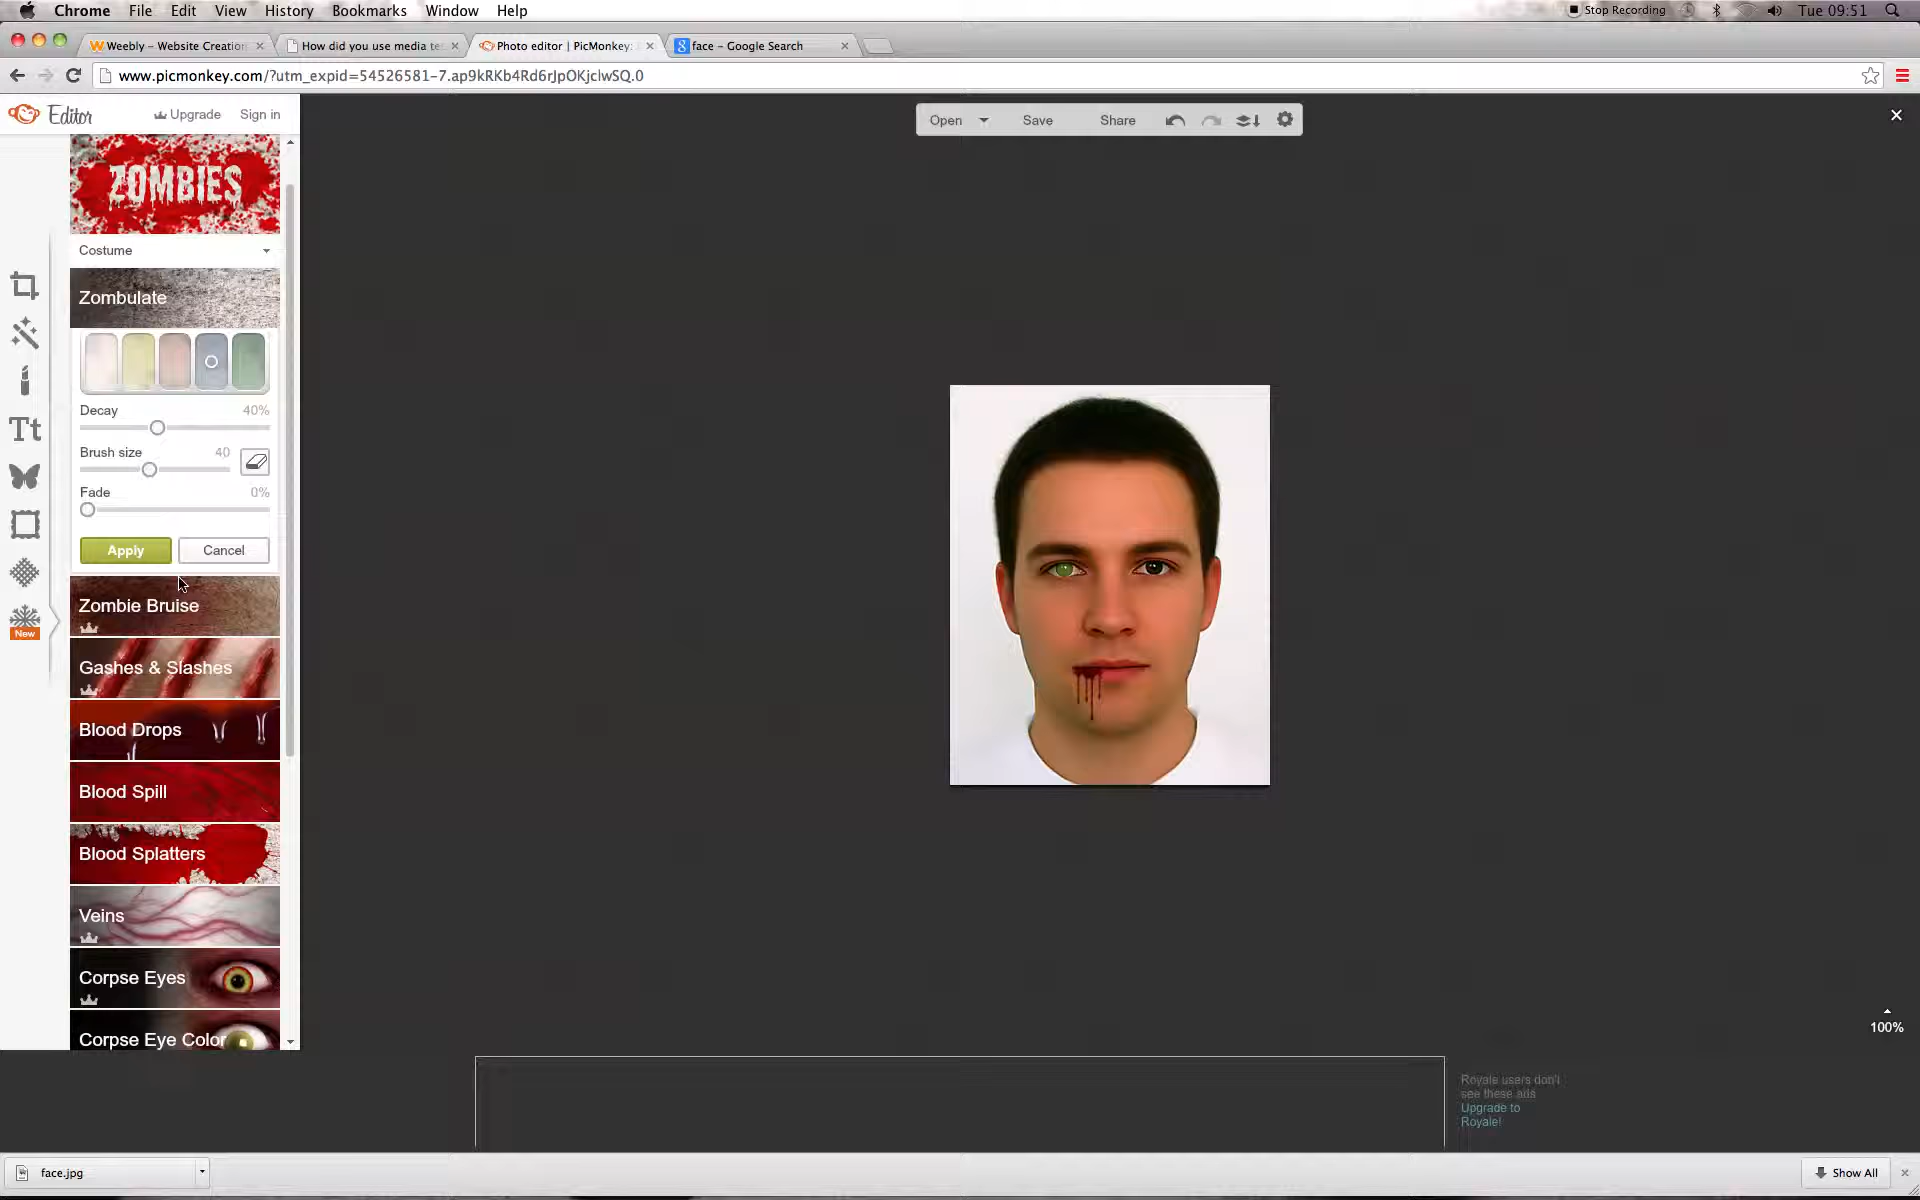 Chrome File Edit View History Bookmarks Window Help Stop Recording Tue 09:51
Weebly – Website Creation
How did you use media te
Photo editor | PicMonkey:
face – Google Search
www.picmonkey.com/?utm_expid=54526581-7.ap9kRKb4Rd6rJpOKjclwSQ.0
Editor Upgrade Sign in
Open Save Share
ZOMBIES
Costume
Zombulate
Decay 40%
Brush size 40
Fade 0%
Apply Cancel
Tt
New
Zombie Bruise
Gashes & Slashes
Blood Drops
Blood Spill
Blood Splatters
Veins
Corpse Eyes
Corpse Eye Color
100%
Royale users don't
see these ads
Upgrade to
Royale!
face.jpg
Show All